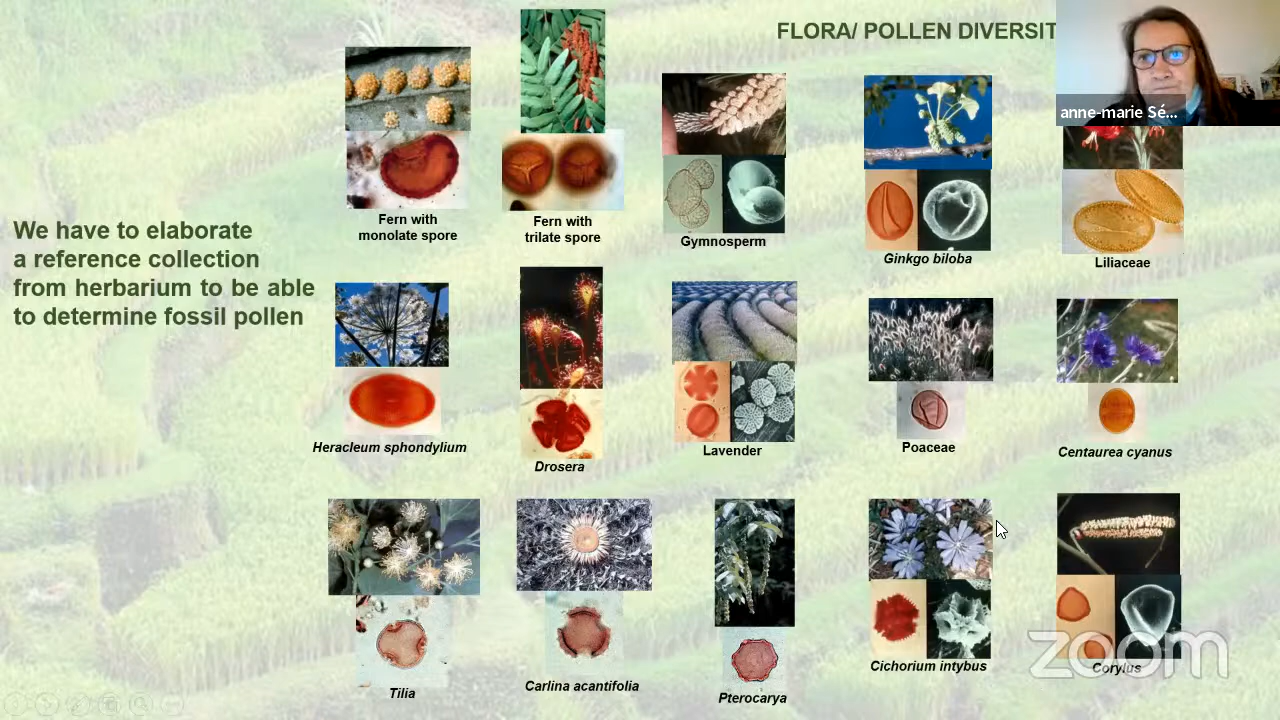 FLORA/ POLLEN DIVERSIT
anne-marie Sé...
We have to elaborate
a reference collection
from herbarium to be able
to determine fossil pollen
Fern with
monolate spore
Fern with
trilate spore
Gymnosperm
Ginkgo biloba
Liliaceae
Heracleum sphondylium
Drosera
Lavender
Poaceae
Centaurea cyanus
Tilia
Carlina acantifolia
Pterocarya
Cichorium intybus
Corylus
zoom